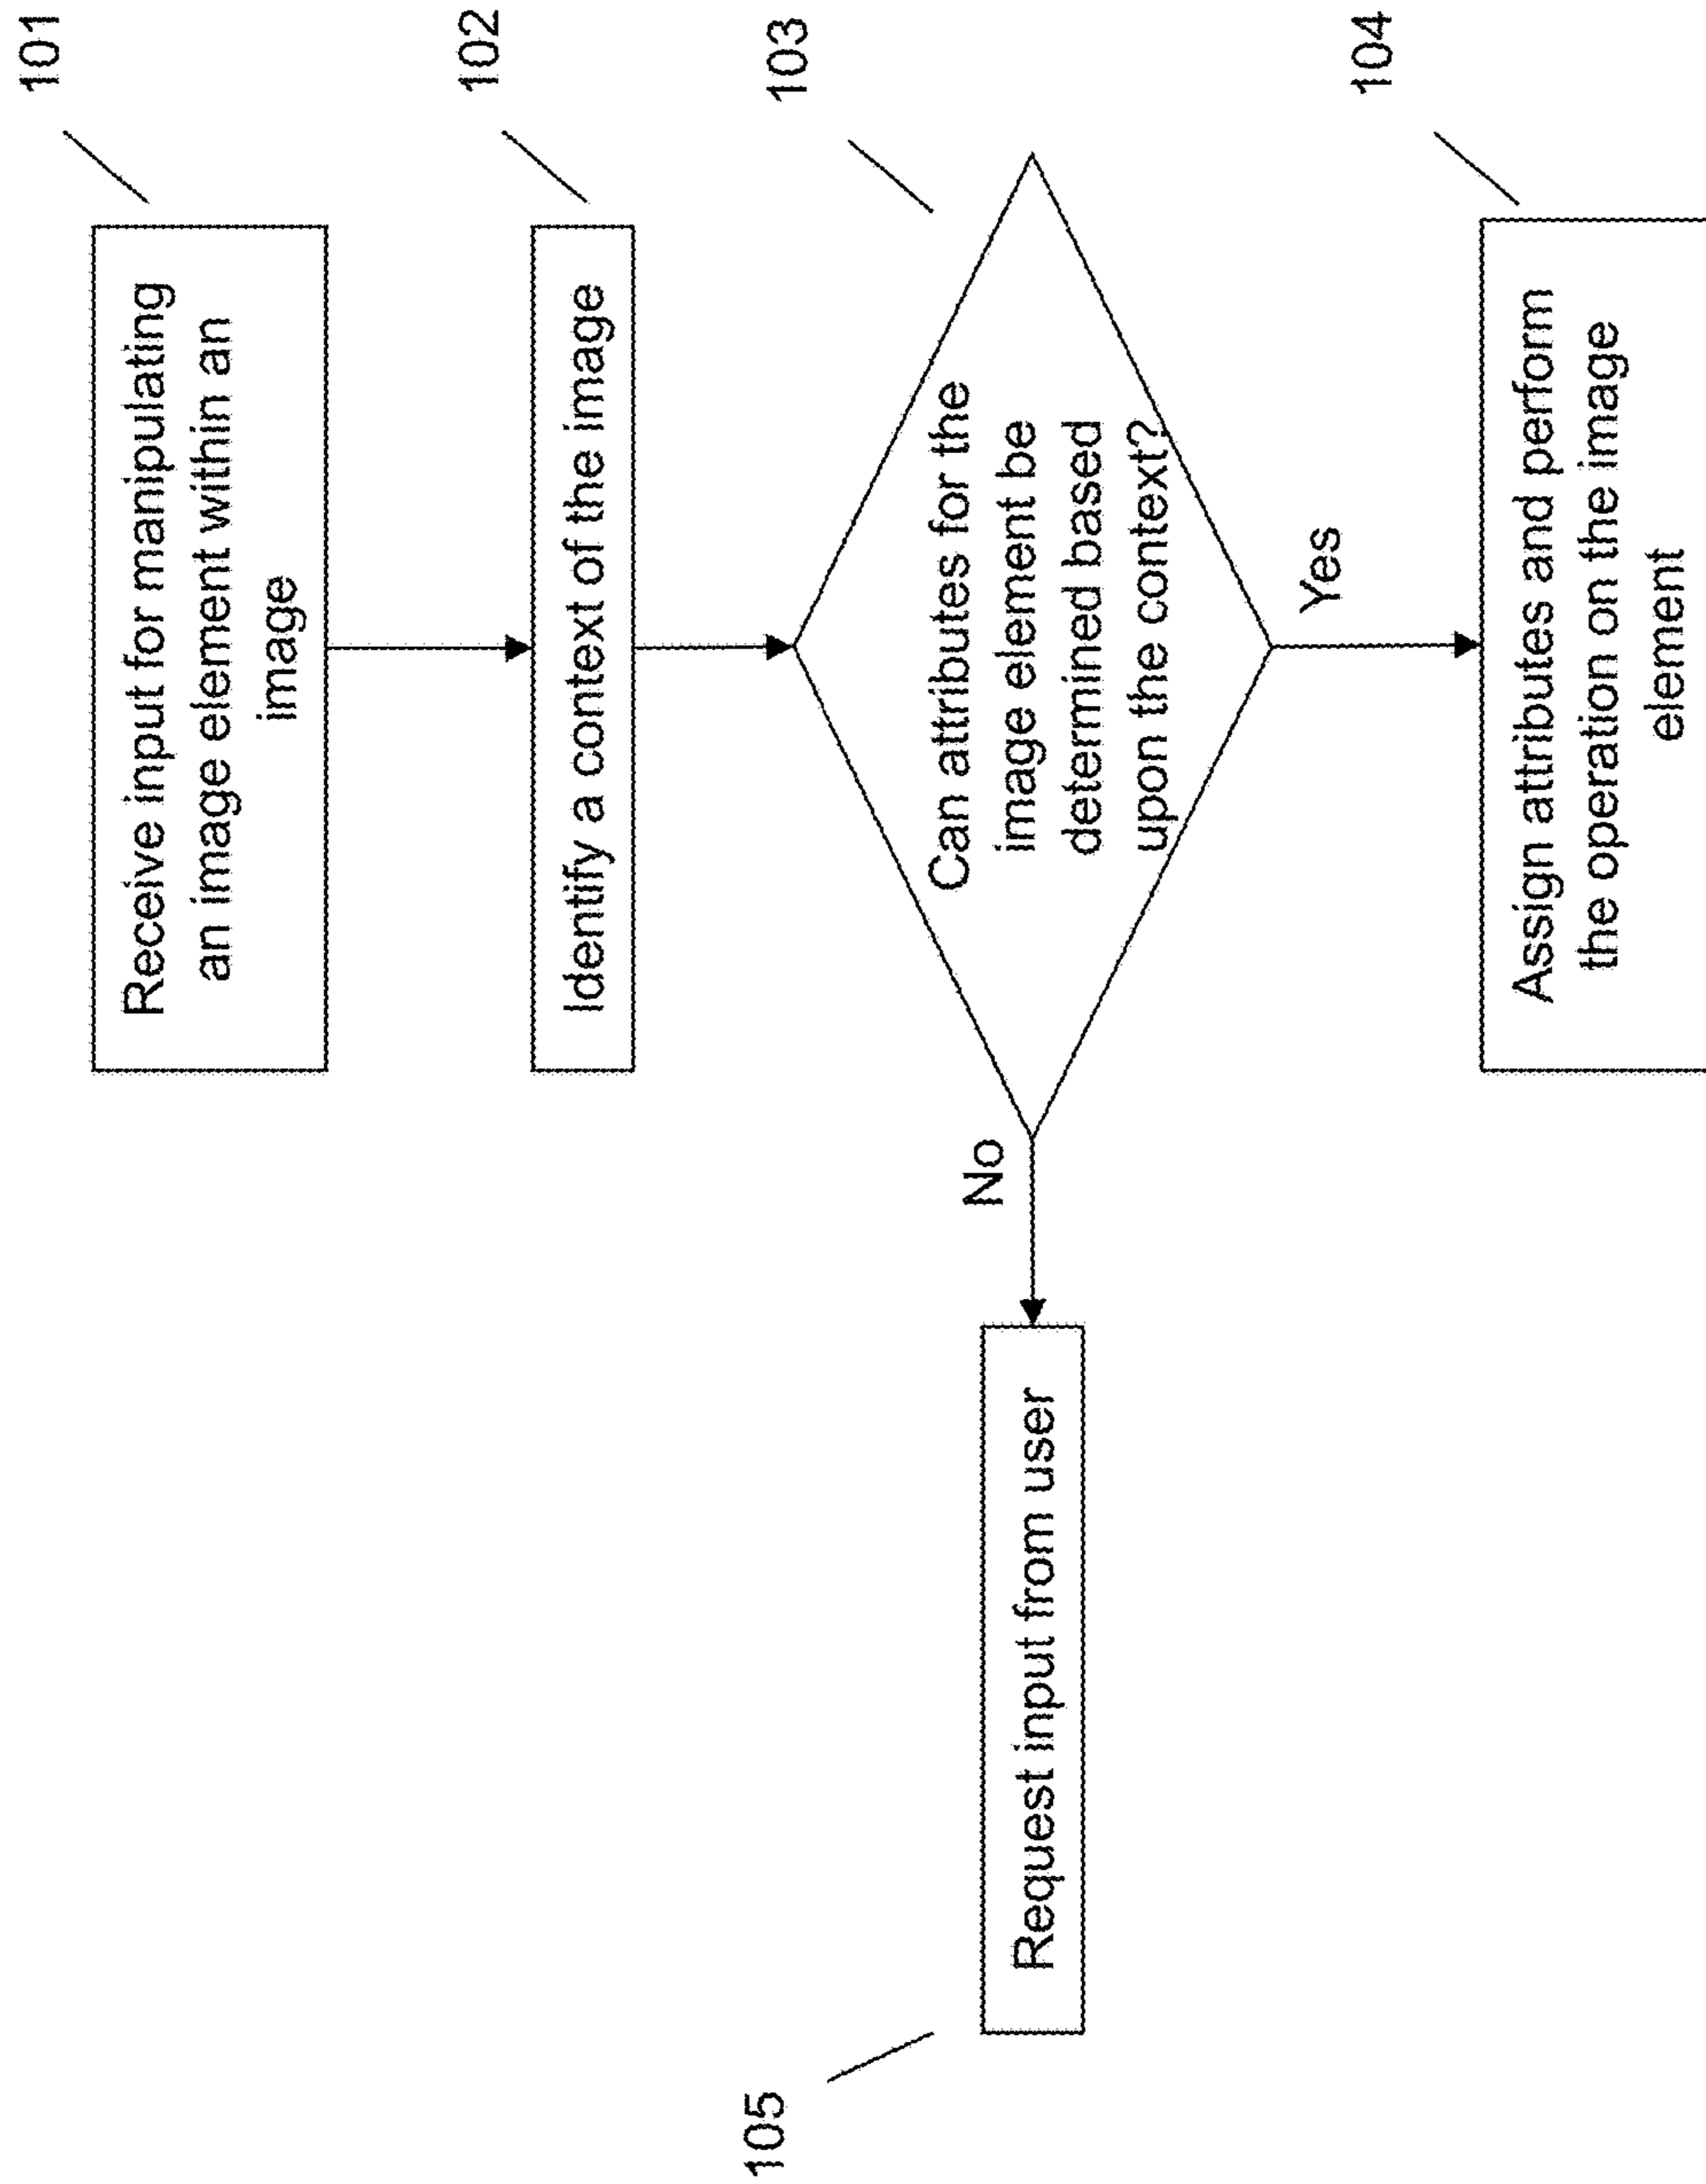 101
Receive input for manipulating
an image element within an
image
102
Identify a context of the image
103
Can attributes for the
image element be
determined based
upon the context?
No
Yes
105
Request input from user
104
Assign attributes and perform
the operation on the image
element